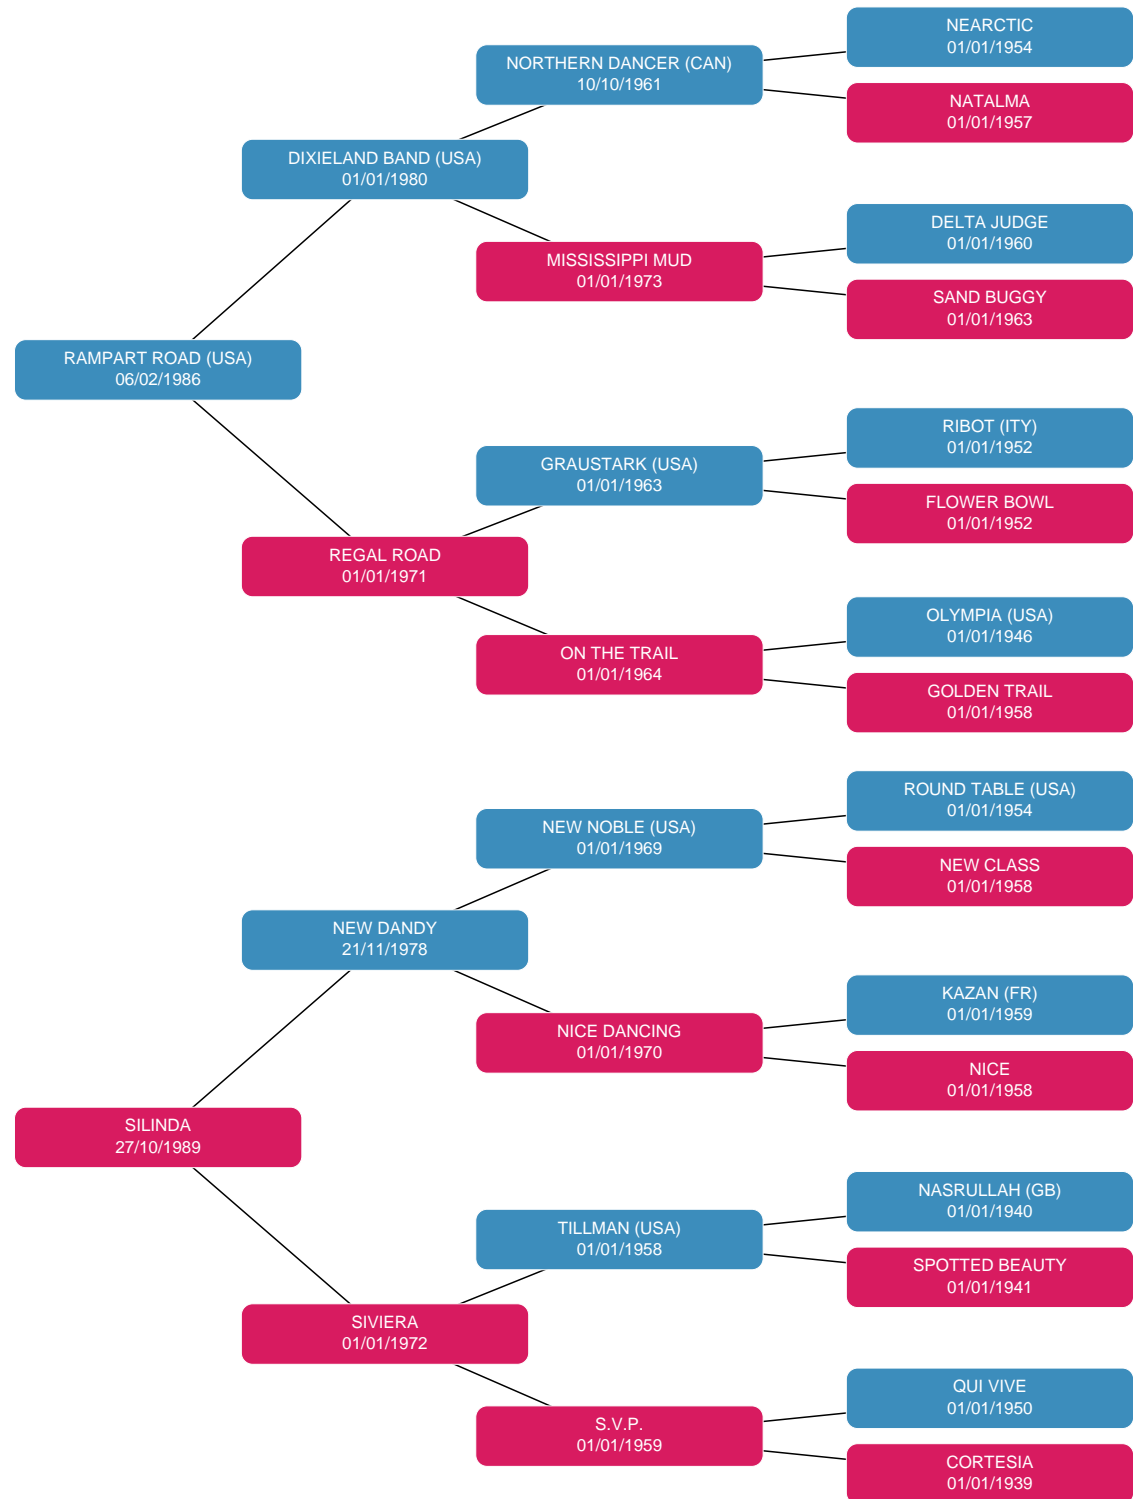 NEARCTIC
01/01/1954
NORTHERN DANCER (CAN)
10/10/1961
NATALMA
01/01/1957
DIXIELAND BAND (USA)
01/01/1980
DELTA JUDGE
01/01/1960
MISSISSIPPI MUD
01/01/1973
SAND BUGGY
01/01/1963
RAMPART ROAD (USA)
06/02/1986
RIBOT (ITY)
01/01/1952
GRAUSTARK (USA)
01/01/1963
FLOWER BOWL
01/01/1952
REGAL ROAD
01/01/1971
OLYMPIA (USA)
01/01/1946
ON THE TRAIL
01/01/1964
GOLDEN TRAIL
01/01/1958
ROUND TABLE (USA)
01/01/1954
NEW NOBLE (USA)
01/01/1969
NEW CLASS
01/01/1958
NEW DANDY
21/11/1978
KAZAN (FR)
01/01/1959
NICE DANCING
01/01/1970
NICE
01/01/1958
SILINDA
27/10/1989
NASRULLAH (GB)
01/01/1940
TILLMAN (USA)
01/01/1958
SPOTTED BEAUTY
01/01/1941
SIVIERA
01/01/1972
QUI VIVE
01/01/1950
S.V.P.
01/01/1959
CORTESIA
01/01/1939